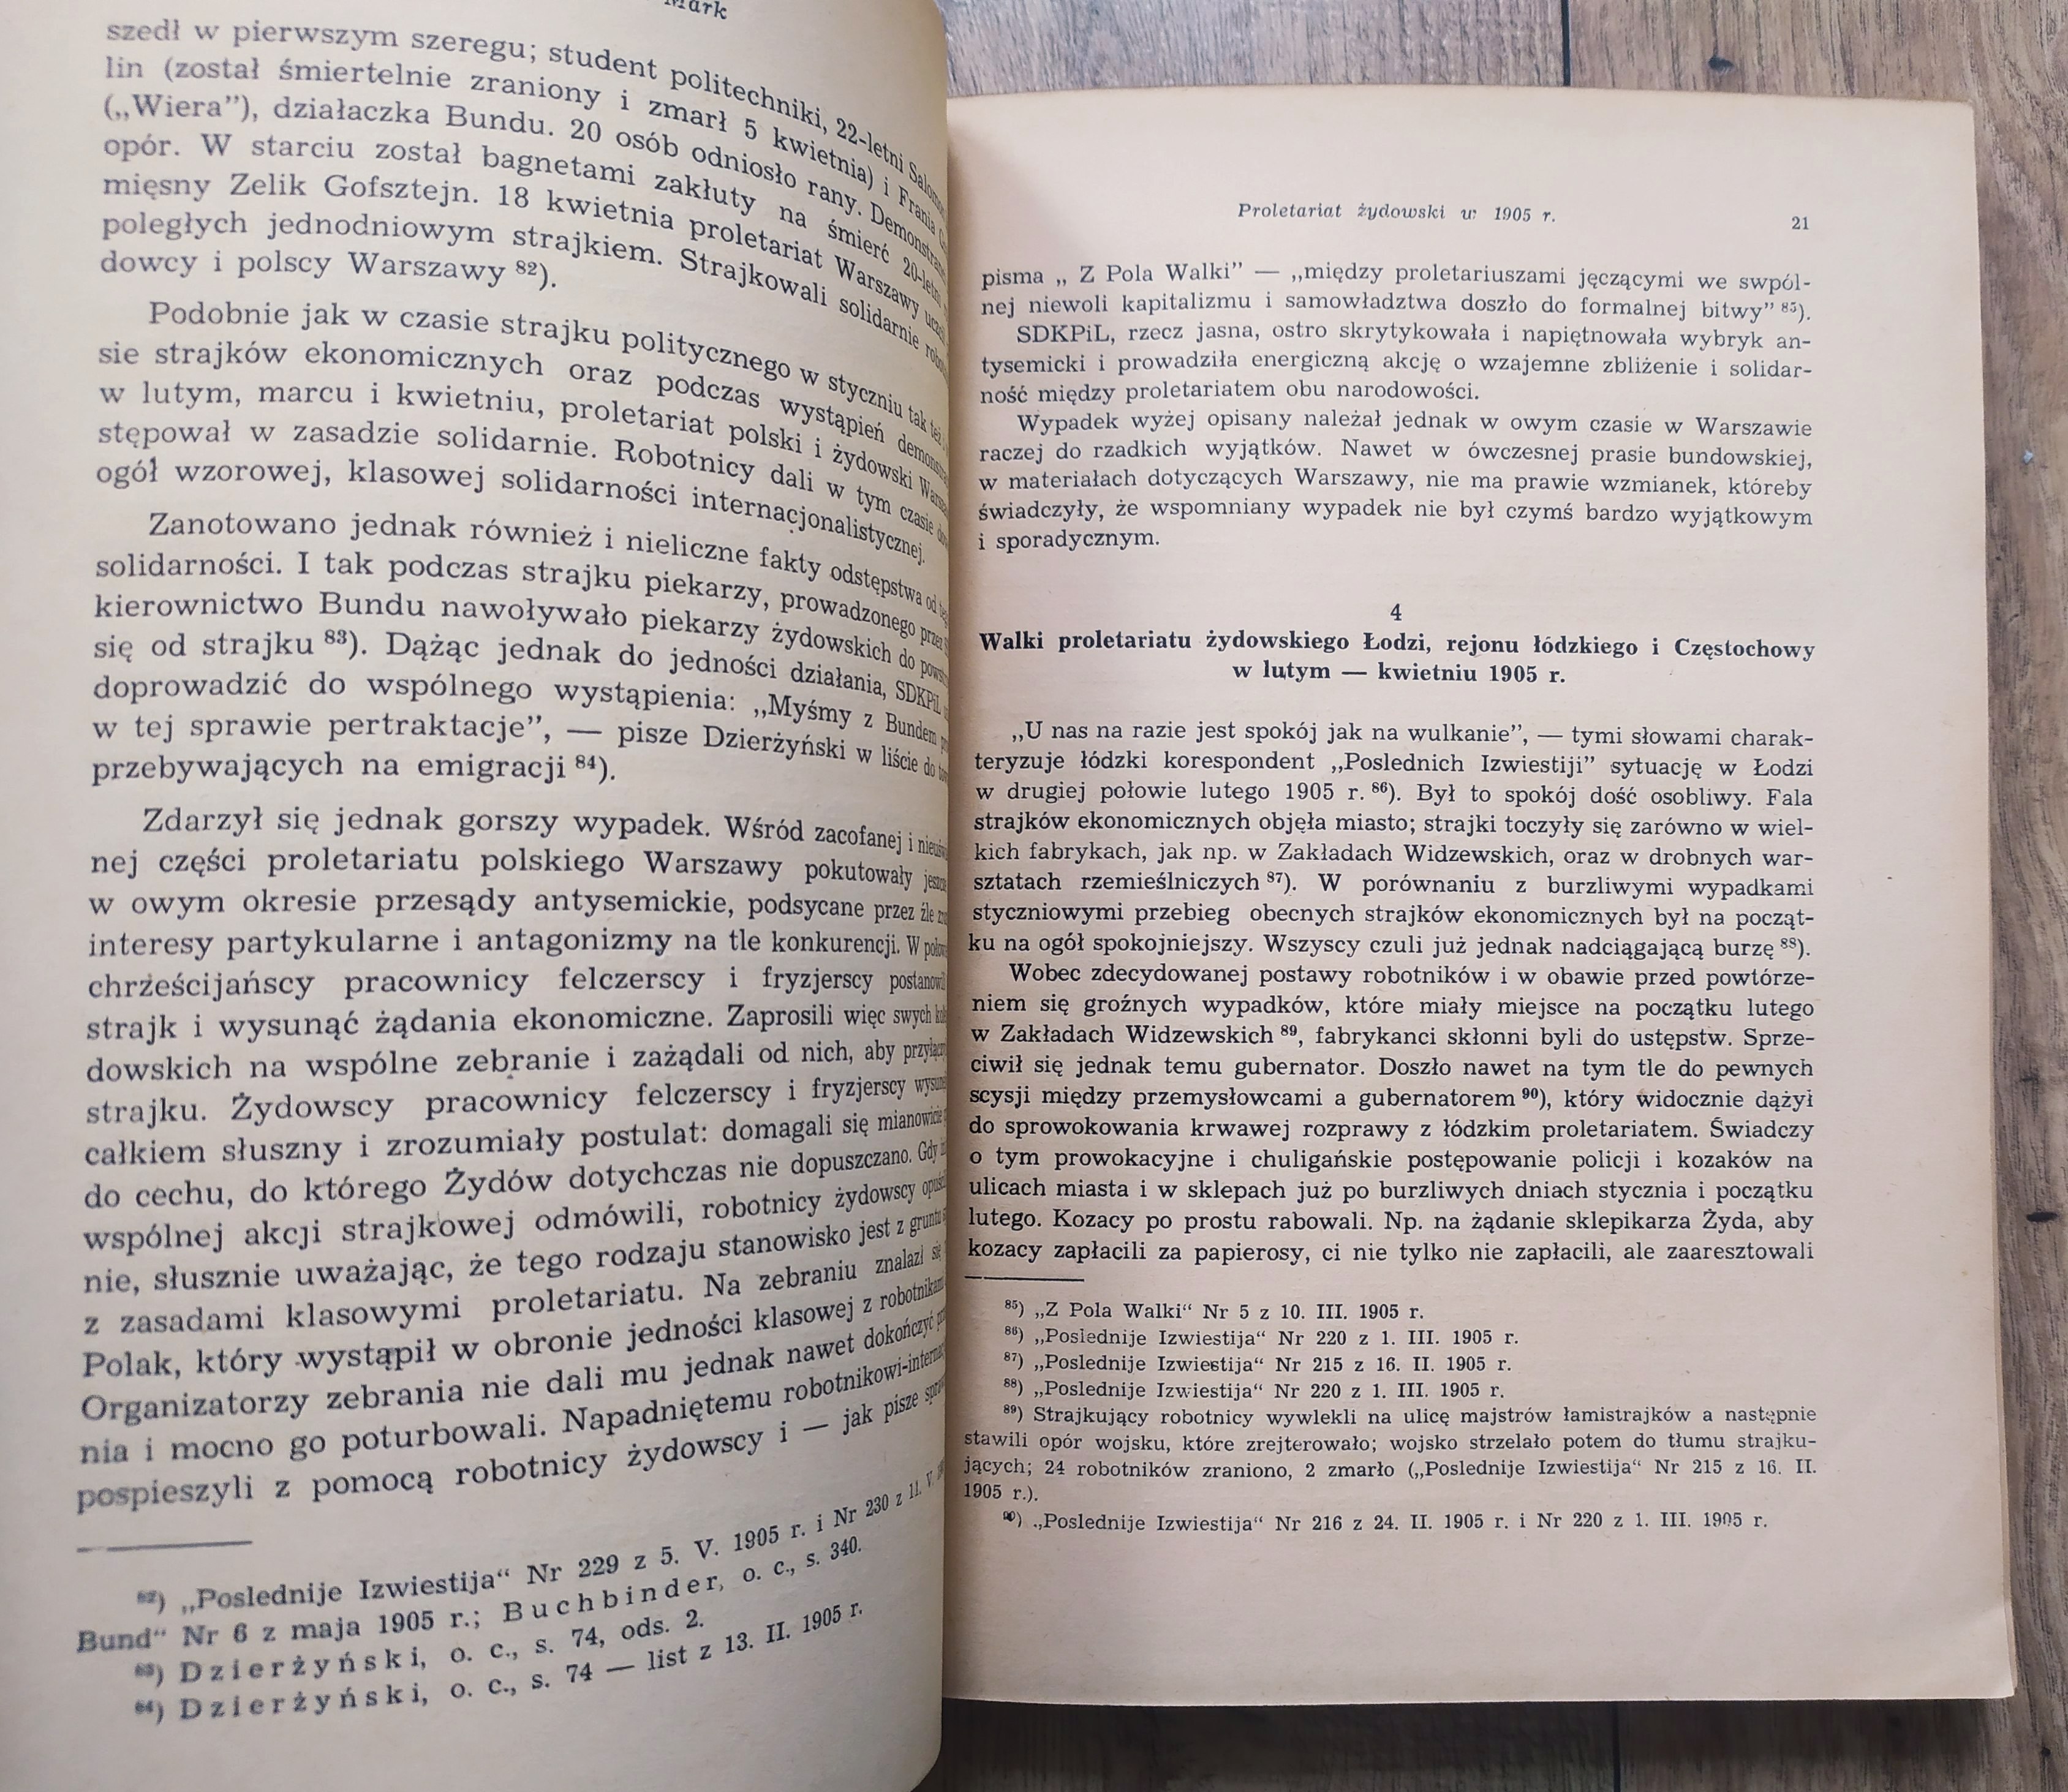 Mark
szedł w pierwszym szeregu; student politechniki, 22-letni Salomon
lin (został śmiertelnie zraniony i zmarł 5 kwietnia) i Frania
(„Wiera”), działaczka Bundu. 20 osób odniosło rany.
opór. W starciu został bagnetami zakłuty na śmierć 20-letni
mięsny Zelik Gofsztejn. 18 kwietnia proletariat Warszawy
poległych jednodniowym strajkiem. Strajkowali solidarnie
dowcy i polscy Warszawy 82).
Podobnie jak w czasie strajku politycznego w styczniu tak też
sie strajków ekonomicznych oraz podczas wystąpień
w lutym, marcu i kwietniu, proletariat polski i żydowski
stępował w zasadzie solidarnie. Robotnicy dali w tym czasie
ogół wzorowej, klasowej solidarności internacjonalistycznej.
Zanotowano jednak również i nieliczne fakty odstępstwa od
solidarności. I tak podczas strajku piekarzy, prowadzonego przez
kierownictwo Bundu nawoływało piekarzy żydowskich do
się od strajku 83). Dążąc jednak do jedności działania, SDKPiL
doprowadzić do wspólnego wystąpienia: „Myśmy z Bundem
w tej sprawie pertraktacje”, — pisze Dzierżyński w liście do
przebywających na emigracji 84).
Zdarzył się jednak gorszy wypadek. Wśród zacofanej i
nej części proletariatu polskiego Warszawy pokutowały
w owym okresie przesądy antysemickie, podsycane przez źle
interesy partykularne i antagonizmy na tle konkurencji. W
chrześcijańscy pracownicy felczerscy i fryzjerscy
strajk i wysunąć żądania ekonomiczne. Zaprosili więc swych
dowskich na wspólne zebranie i zażądali od nich, aby
strajku. Żydowscy pracownicy felczerscy i fryzjerscy
całkiem słuszny i zrozumiały postulat: domagali się mianowicie
do cechu, do którego Żydów dotychczas nie dopuszczano. Gdy
wspólnej akcji strajkowej odmówili, robotnicy żydowscy
nie, słusznie uważając, że tego rodzaju stanowisko jest z gruntu
z zasadami klasowymi proletariatu. Na zebraniu znalazł się
Polak, który wystąpił w obronie jedności klasowej z robotnikami
Organizatorzy zebrania nie dali mu jednak nawet dokończyć
nia i mocno go poturbowali. Napadniętemu
pospieszyli z pomocą robotnicy żydowscy i — jak pisze
82) „Poslednije Izwiestija“ Nr 229 z 5. V. 1905 r. i Nr 230 z 11. V.
Bund“ Nr 6 z maja 1905 r.; Buchbinder, o. c., s. 340.
83) Dzierżyński, o. c., s. 74, ods. 2.
84) Dzierżyński, o. c., s. 74 — list z 13. II. 1905 r.
Proletariat żydowski w 1905 r.
21
pisma „ Z Pola Walki” — „między proletariuszami jęczącymi we swpól-
nej niewoli kapitalizmu i samowładztwa doszło do formalnej bitwy” 85).
SDKPiL, rzecz jasna, ostro skrytykowała i napiętnowała wybryk an-
tysemicki i prowadziła energiczną akcję o wzajemne zbliżenie i solidar-
ność między proletariatem obu narodowości.
Wypadek wyżej opisany należał jednak w owym czasie w Warszawie
raczej do rzadkich wyjątków. Nawet w ówczesnej prasie bundowskiej,
w materiałach dotyczących Warszawy, nie ma prawie wzmianek, któreby
świadczyły, że wspomniany wypadek nie był czymś bardzo wyjątkowym
i sporadycznym.
4
Walki proletariatu żydowskiego Łodzi, rejonu łódzkiego i Częstochowy
w lutym — kwietniu 1905 r.
„U nas na razie jest spokój jak na wulkanie”, — tymi słowami charak-
teryzuje łódzki korespondent „Poslednich Izwiestiji” sytuację w Łodzi
w drugiej połowie lutego 1905 r. 86). Był to spokój dość osobliwy. Fala
strajków ekonomicznych objęła miasto; strajki toczyły się zarówno w wiel-
kich fabrykach, jak np. w Zakładach Widzewskich, oraz w drobnych war-
sztatach rzemieślniczych 87). W porównaniu z burzliwymi wypadkami
styczniowymi przebieg obecnych strajków ekonomicznych był na począt-
ku na ogół spokojniejszy. Wszyscy czuli już jednak nadciągającą burzę 88).
Wobec zdecydowanej postawy robotników i w obawie przed powtórze-
niem się groźnych wypadków, które miały miejsce na początku lutego
w Zakładach Widzewskich 89, fabrykanci skłonni byli do ustępstw. Sprze-
ciwił się jednak temu gubernator. Doszło nawet na tym tle do pewnych
scysji między przemysłowcami a gubernatorem 90), który widocznie dążył
do sprowokowania krwawej rozprawy z łódzkim proletariatem. Świadczy
o tym prowokacyjne i chuligańskie postępowanie policji i kozaków na
ulicach miasta i w sklepach już po burzliwych dniach stycznia i początku
lutego. Kozacy po prostu rabowali. Np. na żądanie sklepikarza Żyda, aby
kozacy zapłacili za papierosy, ci nie tylko nie zapłacili, ale zaaresztowali
85) „Z Pola Walki“ Nr 5 z 10. III. 1905 r.
86) „Poslednije Izwiestija“ Nr 220 z 1. III. 1905 r.
87) „Poslednije Izwiestija“ Nr 215 z 16. II. 1905 r.
88) „Poslednije Izwiestija“ Nr 220 z 1. III. 1905 r.
89) Strajkujący robotnicy wywlekli na ulicę majstrów łamistrajków a następnie
stawili opór wojsku, które zrejterowało; wojsko strzelało potem do tłumu strajku-
jących; 24 robotników zraniono, 2 zmarło („Poslednije Izwiestija“ Nr 215 z 16. II.
1905 r.).
90) „Poslednije Izwiestija“ Nr 216 z 24. II. 1905 r. i Nr 220 z 1. III. 1905 r.